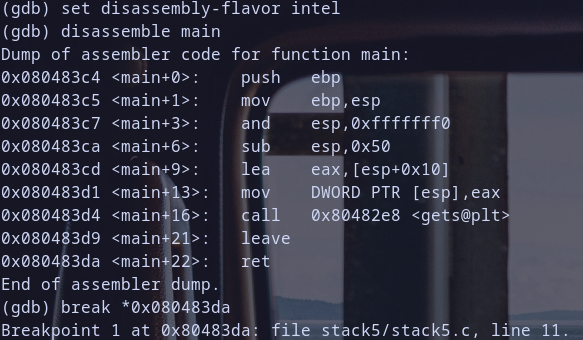 (gdb) set disassembly-flavor intel
(gdb) disassemble main
Dump of assembler code for function main:
0x080483c4 <main+0>:    push   ebp
0x080483c5 <main+1>:    mov    ebp,esp
0x080483c7 <main+3>:    and    esp,0xfffffff0
0x080483ca <main+6>:    sub    esp,0x50
0x080483cd <main+9>:    lea    eax,[esp+0x10]
0x080483d1 <main+13>:   mov    DWORD PTR [esp],eax
0x080483d4 <main+16>:   call   0x80482e8 <gets@plt>
0x080483d9 <main+21>:   leave
0x080483da <main+22>:   ret
End of assembler dump.
(gdb) break *0x080483da
Breakpoint 1 at 0x80483da: file stack5/stack5.c, line 11.